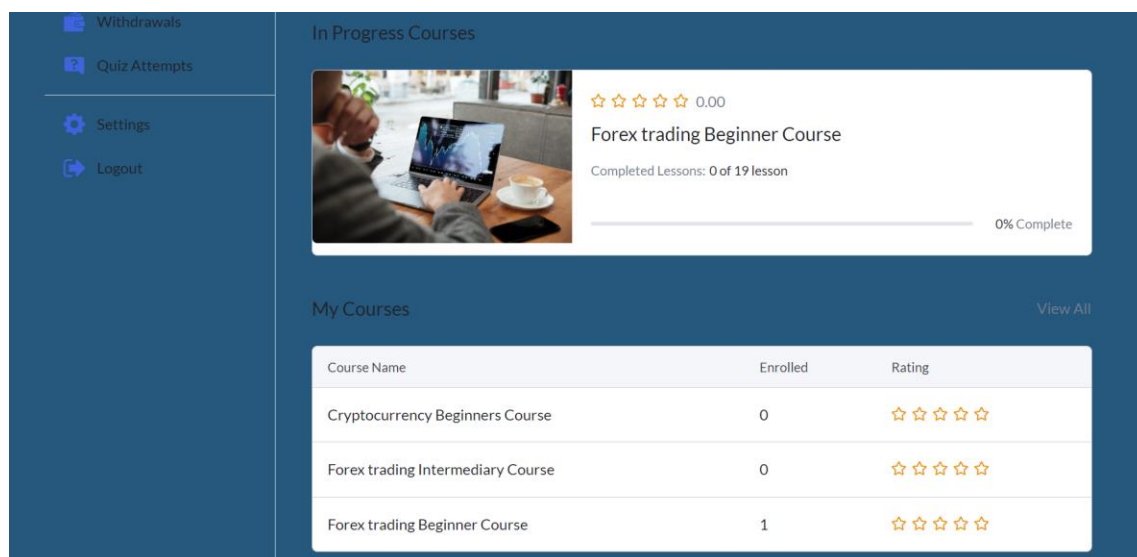 Withdrawals
Quiz Attempts
Settings
Logout
In Progress Courses
0.00
Forex trading Beginner Course
Completed Lessons: 0 of 19 lesson
0% Complete
My Courses
View All
Course Name Enrolled Rating
Cryptocurrency Beginners Course 0
Forex trading Intermediary Course 0
Forex trading Beginner Course 1